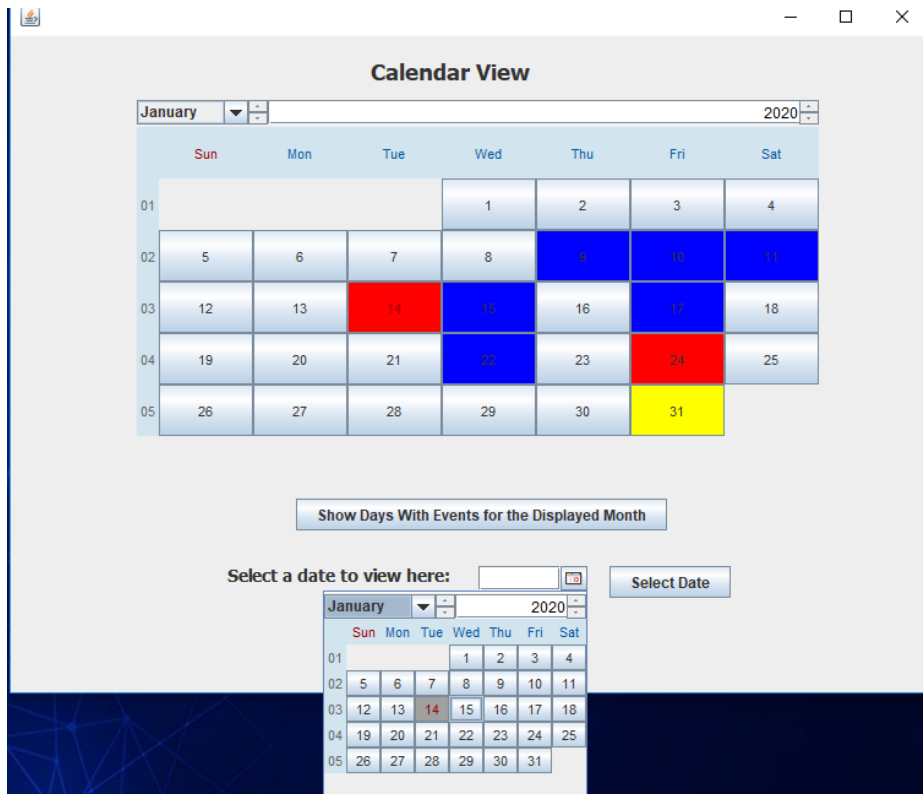 Calendar View
January 2020
Sun Mon Tue Wed Thu Fri Sat
01 1 2 3 4
02 5 6 7 8 9 10 11
03 12 13 14 15 16 17 18
04 19 20 21 22 23 24 25
05 26 27 28 29 30 31
Show Days With Events for the Displayed Month
Select a date to view here: Select Date
January 2020
Sun Mon Tue Wed Thu Fri Sat
01 1 2 3 4
02 5 6 7 8 9 10 11
03 12 13 14 15 16 17 18
04 19 20 21 22 23 24 25
05 26 27 28 29 30 31